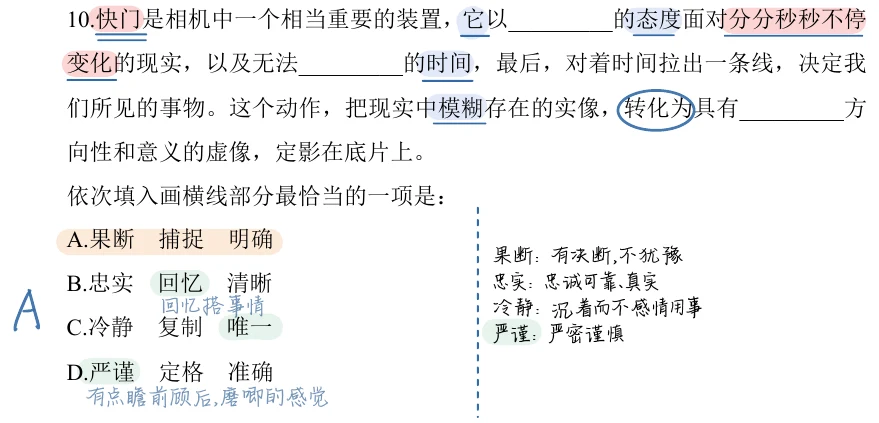 10.快门是相机中一个相当重要的装置，它以_________的态度面对分分秒秒不停
变化的现实，以及无法_________的时间，最后，对着时间拉出一条线，决定我
们所见的事物。这个动作，把现实中模糊存在的实像，转化为具有_________方
向性和意义的虚像，定影在底片上。
依次填入画横线部分最恰当的一项是：
A.果断 捕捉 明确
B.忠实 回忆 清晰
回忆搭事情
C.冷静 复制 唯一
D.严谨 定格 准确
有点瞻前顾后,磨唧的感觉
A
果断：有决断,不犹豫
忠实：忠诚可靠、真实
冷静：沉着而不感情用事
严谨：严密谨慎